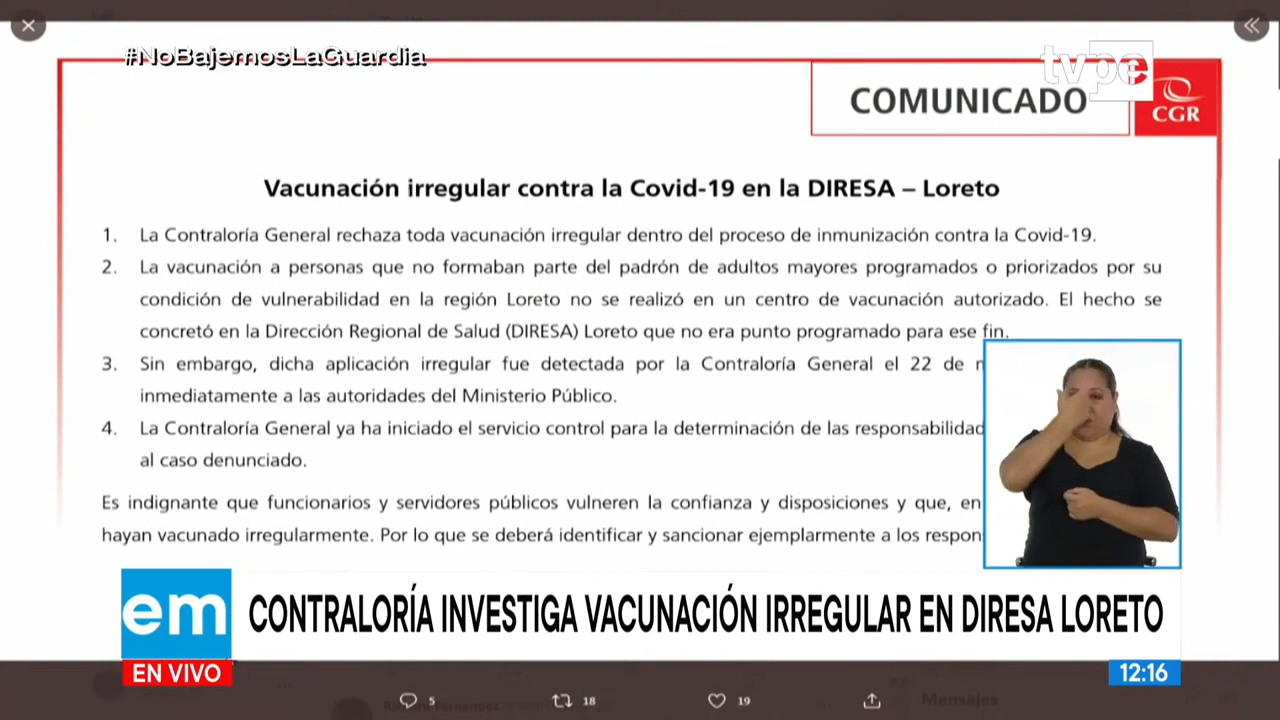 #NoBajemosLaGuardia
tvpe
COMUNICADO
CGR
Vacunación irregular contra la Covid-19 en la DIRESA – Loreto
1. La Contraloría General rechaza toda vacunación irregular dentro del proceso de inmunización contra la Covid-19.
2. La vacunación a personas que no formaban parte del padrón de adultos mayores programados o priorizados por su
condición de vulnerabilidad en la región Loreto no se realizó en un centro de vacunación autorizado. El hecho se
concretó en la Dirección Regional de Salud (DIRESA) Loreto que no era punto programado para ese fin.
3. Sin embargo, dicha aplicación irregular fue detectada por la Contraloría General el 22 de
inmediatamente a las autoridades del Ministerio Público.
4. La Contraloría General ya ha iniciado el servicio control para la determinación de las responsabilidad
al caso denunciado.
Es indignante que funcionarios y servidores públicos vulneren la confianza y disposiciones y que, en
hayan vacunado irregularmente. Por lo que se deberá identificar y sancionar ejemplarmente a los respon
em
CONTRALORÍA INVESTIGA VACUNACIÓN IRREGULAR EN DIRESA LORETO
EN VIVO
12:16
5
18
19
Mensajes